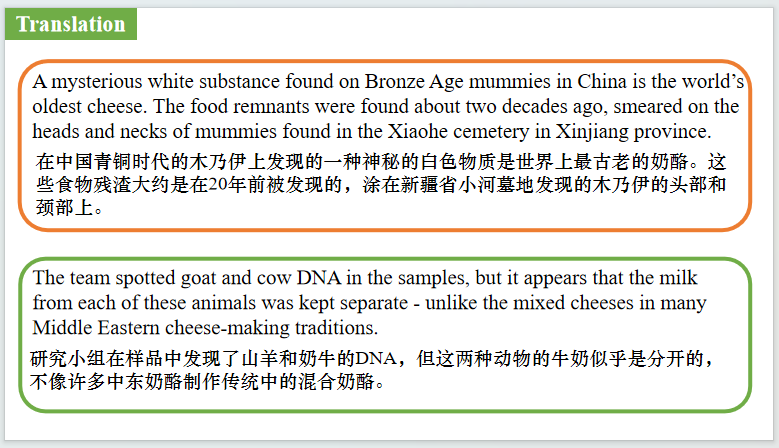 Translation
A mysterious white substance found on Bronze Age mummies in China is the world's
oldest cheese. The food remnants were found about two decades ago, smeared on the
heads and necks of mummies found in the Xiaohe cemetery in Xinjiang province.
在中国青铜时代的木乃伊上发现的一种神秘的白色物质是世界上最古老的奶酪。这
些食物残渣大约是在20年前被发现的，涂在新疆省小河墓地发现的木乃伊的头部和
颈部上。
The team spotted goat and cow DNA in the samples, but it appears that the milk
from each of these animals was kept separate - unlike the mixed cheeses in many
Middle Eastern cheese-making traditions.
研究小组在样品中发现了山羊和奶牛的DNA，但这两种动物的牛奶似乎是分开的，
不像许多中东奶酪制作传统中的混合奶酪。